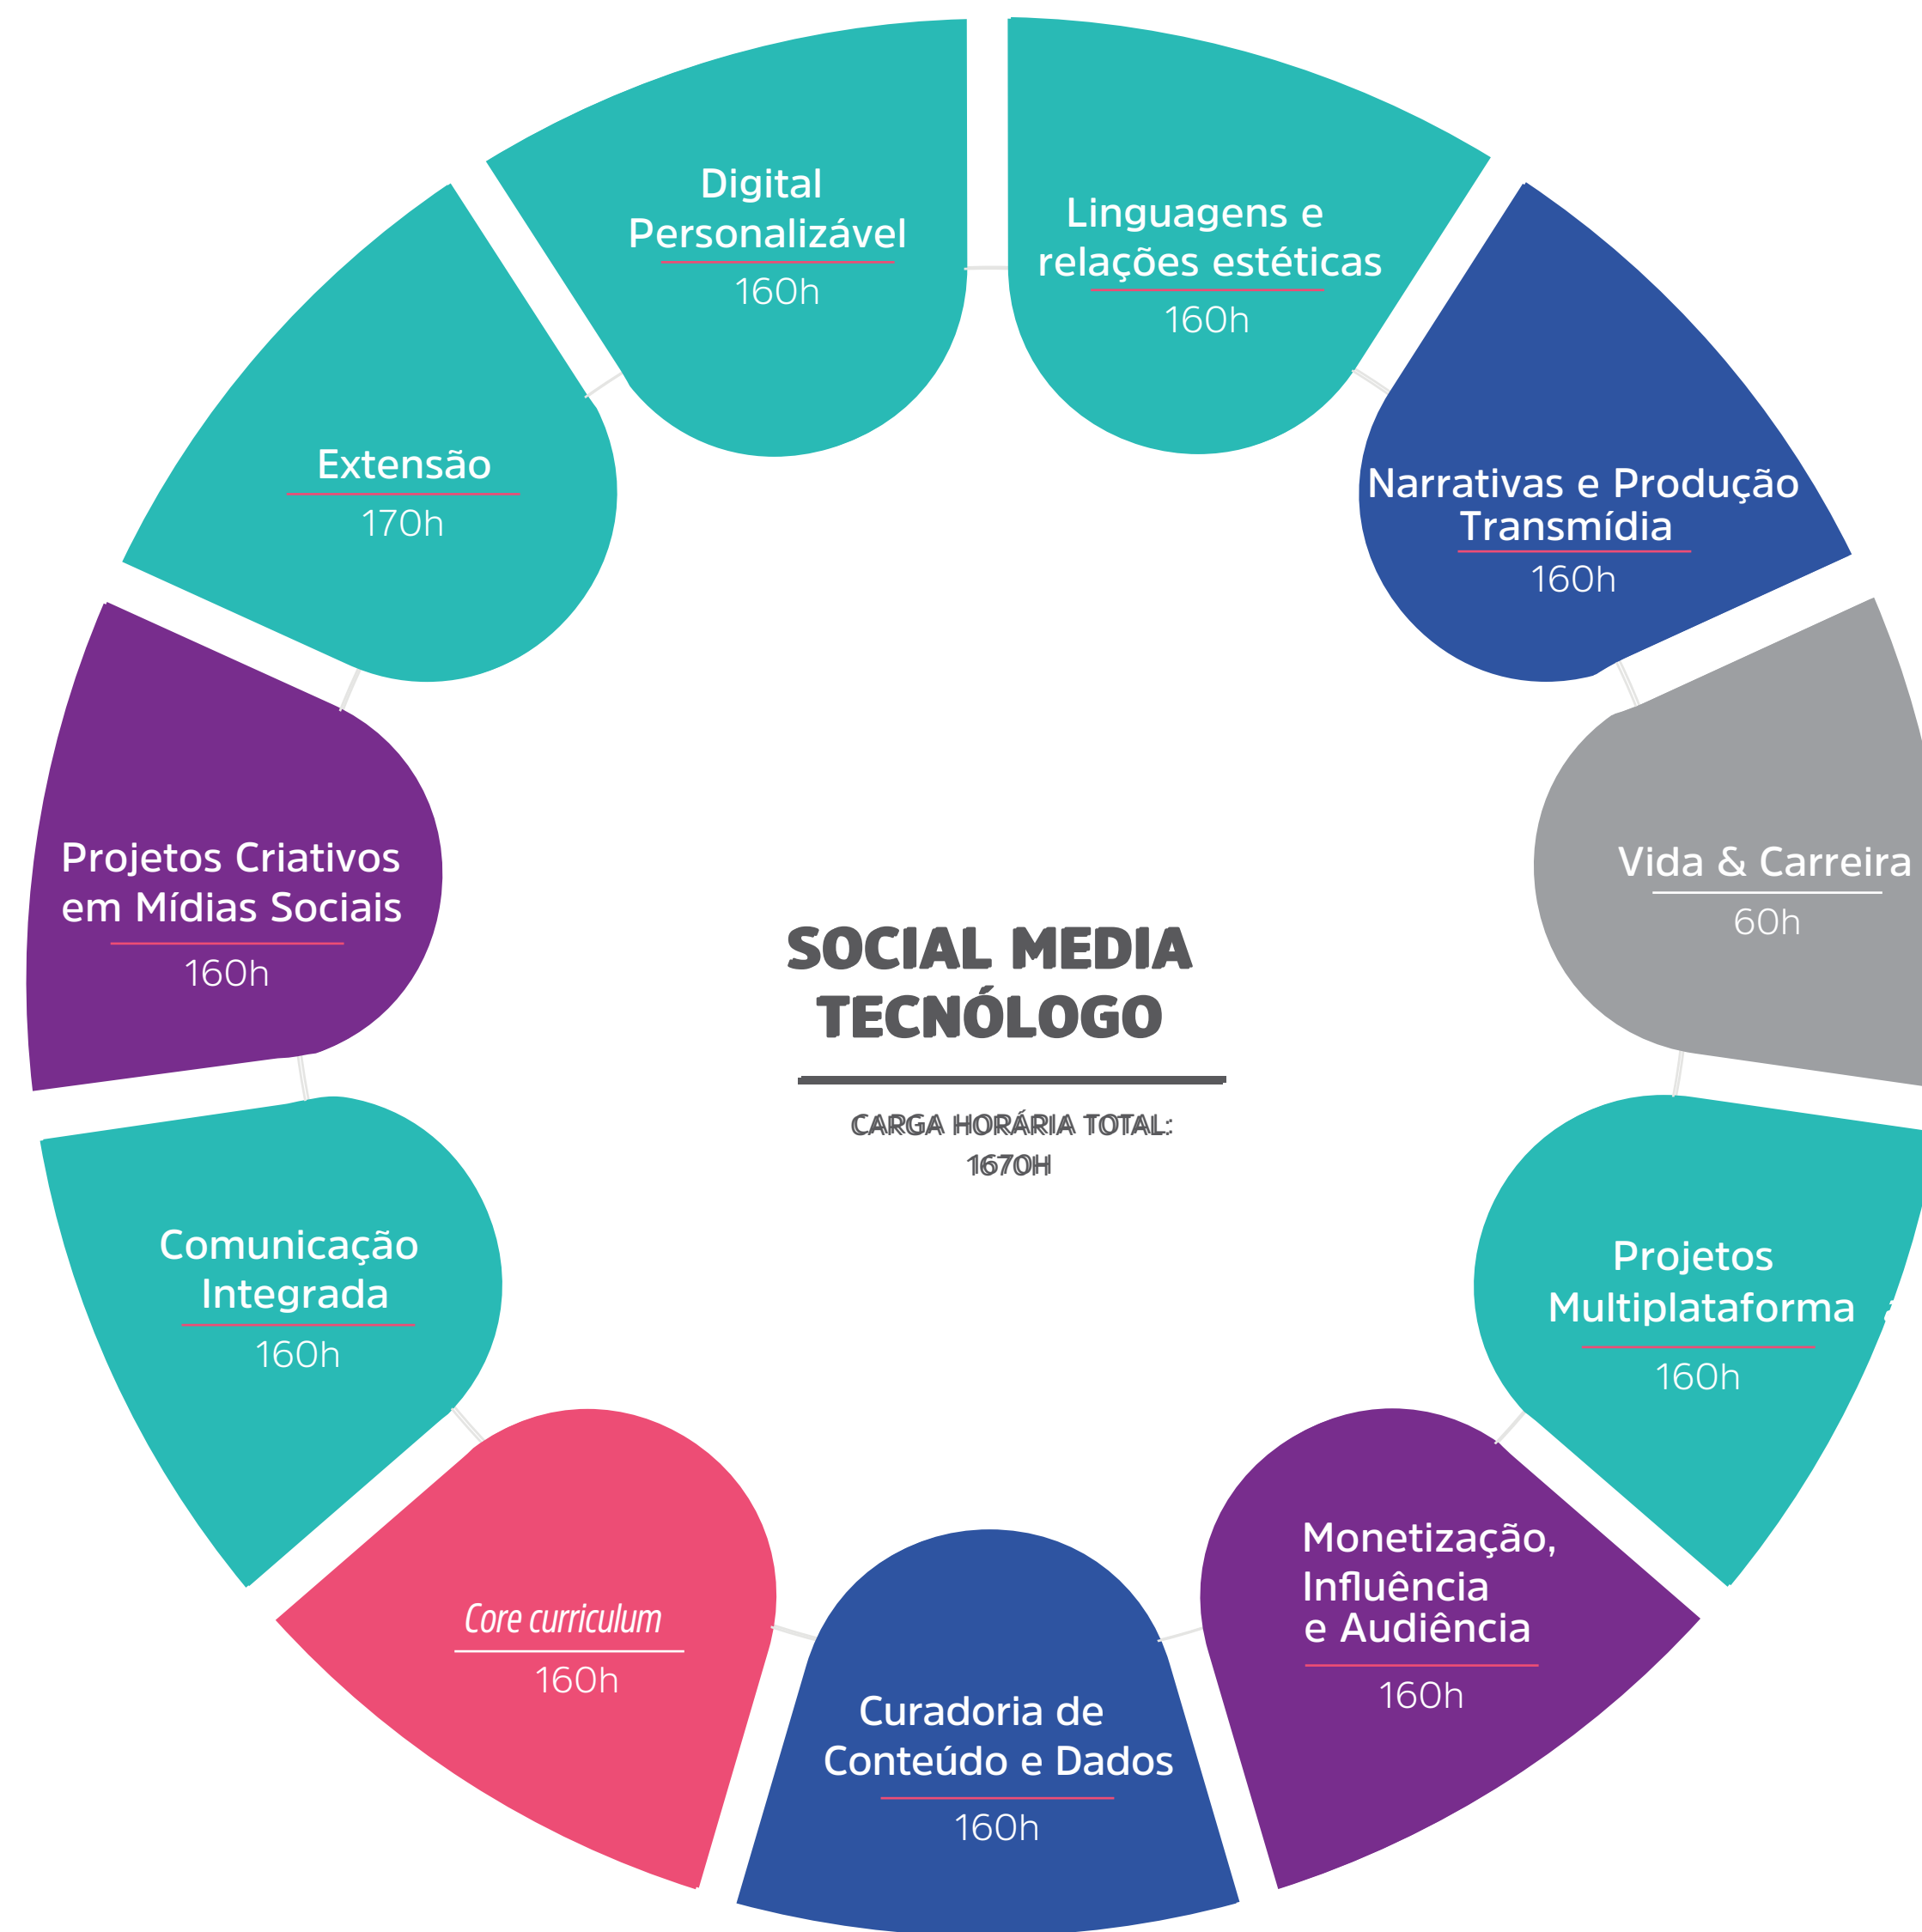 Digital
Personalizável
160h
Linguagens e
relações estéticas
160h
Narrativas e Produção
Transmídia
160h
Vida & Carreira
60h
Projetos
Multiplataforma
160h
Monetização,
Influência
e Audiência
160h
Curadoria de
Conteúdo e Dados
160h
Core curriculum
160h
Comunicação
Integrada
160h
Projetos Criativos
em Mídias Sociais
160h
Extensão
170h
SOCIAL MEDIA
TECNÓLOGO
CARGA HORÁRIA TOTAL:
1670H